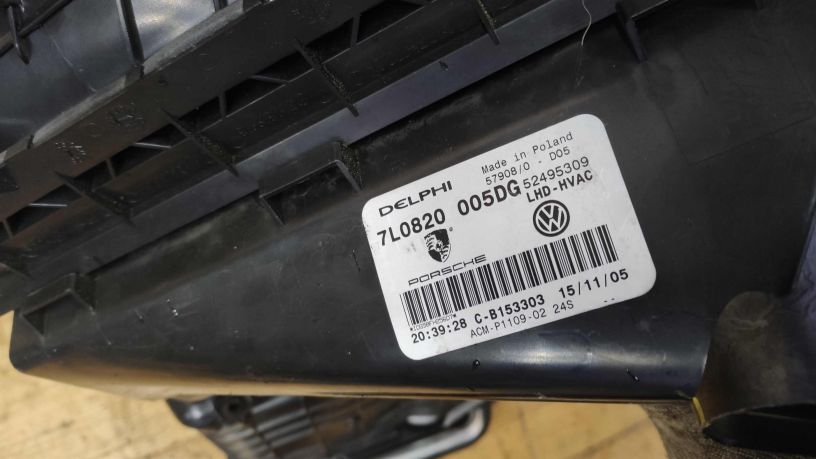 DELPHI
Made in Poland
57908/0 - D05
7L0820 005DG 52495309
LHD-HVAC
PORSCHE
20:39:28 C-B153303 15/11/05
ACM-P1109-02 24S